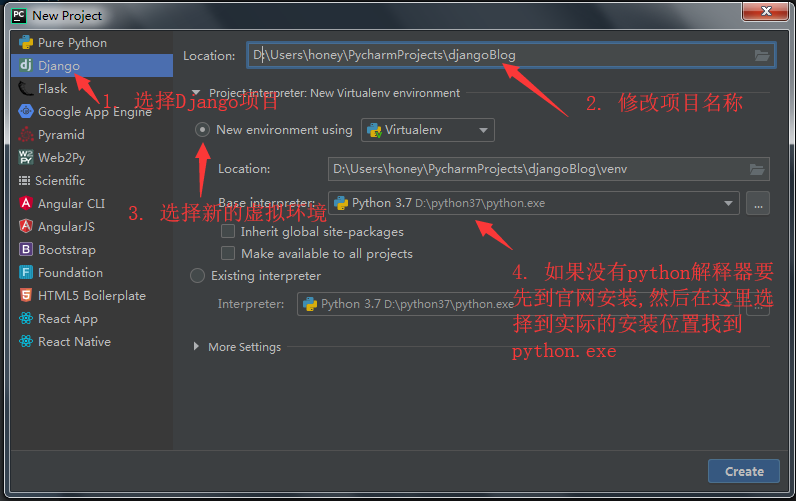 New Project
Pure Python
Django
Flask
Google App Engine
Pyramid
Web2Py
Scientific
Angular CLI
AngularJS
Bootstrap
Foundation
HTML5 Boilerplate
React App
React Native
Location: D:\Users\honey\PycharmProjects\djangoBlog
1. 选择Django项目
2. 修改项目名称
Project Interpreter: New Virtualenv environment
New environment using Virtualenv
Location: D:\Users\honey\PycharmProjects\djangoBlog\venv
Base interpreter: Python 3.7 D:\python37\python.exe ...
3. 选择新的虚拟环境
Inherit global site-packages
Make available to all projects
Existing interpreter
Interpreter: Python 3.7 D:\python37\python.exe ...
4. 如果没有python解释器要
先到官网安装,然后在这里选
择到实际的安装位置找到
python.exe
More Settings
Create